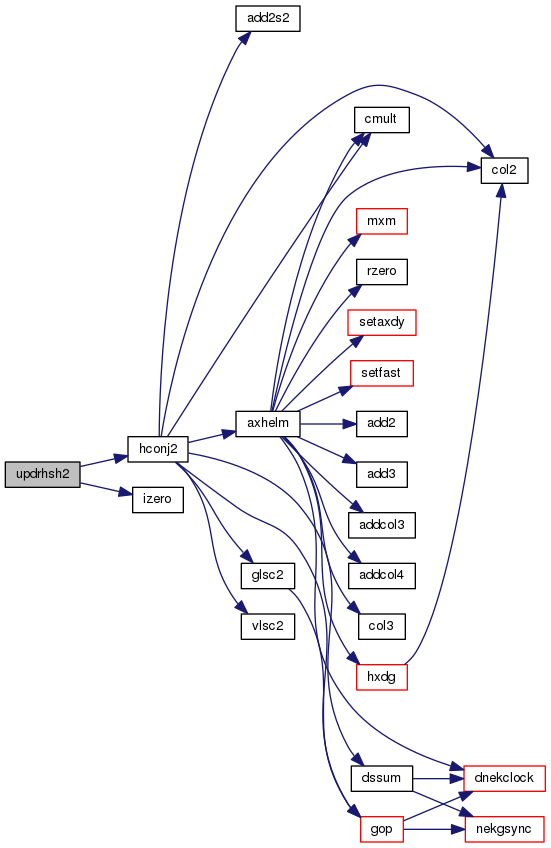 add2s2
cmult
col2
mxm
rzero
setaxdy
setfast
axhelm
add2
hconj2
add3
updrhsh2
izero
addcol3
glsc2
addcol4
vlsc2
col3
hxdg
dssum
dnekclock
gop
nekgsync